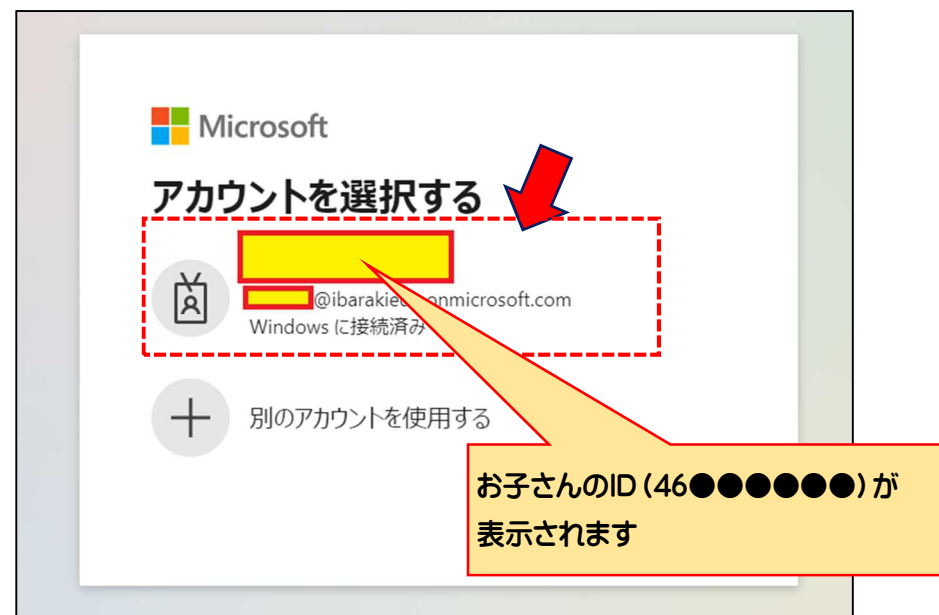 Microsoft
アカウントを選択する
@ibarakied onmicrosoft.com
Windows に接続済み
別のアカウントを使用する
お子さんのID(46●●●●●●)が
表示されます